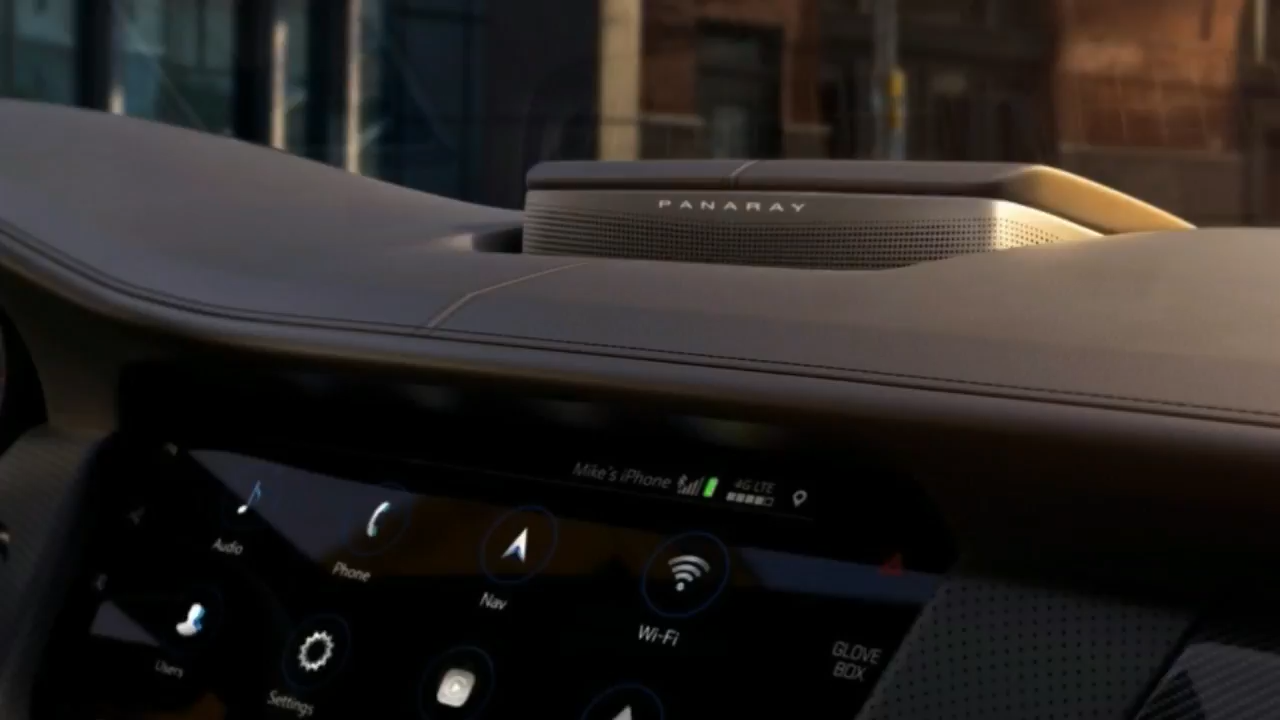 PANARAY
Mike's iPhone 4G LTE
Audio
Phone
Nav
Wi-Fi
Users
Settings
GLOVE
BOX